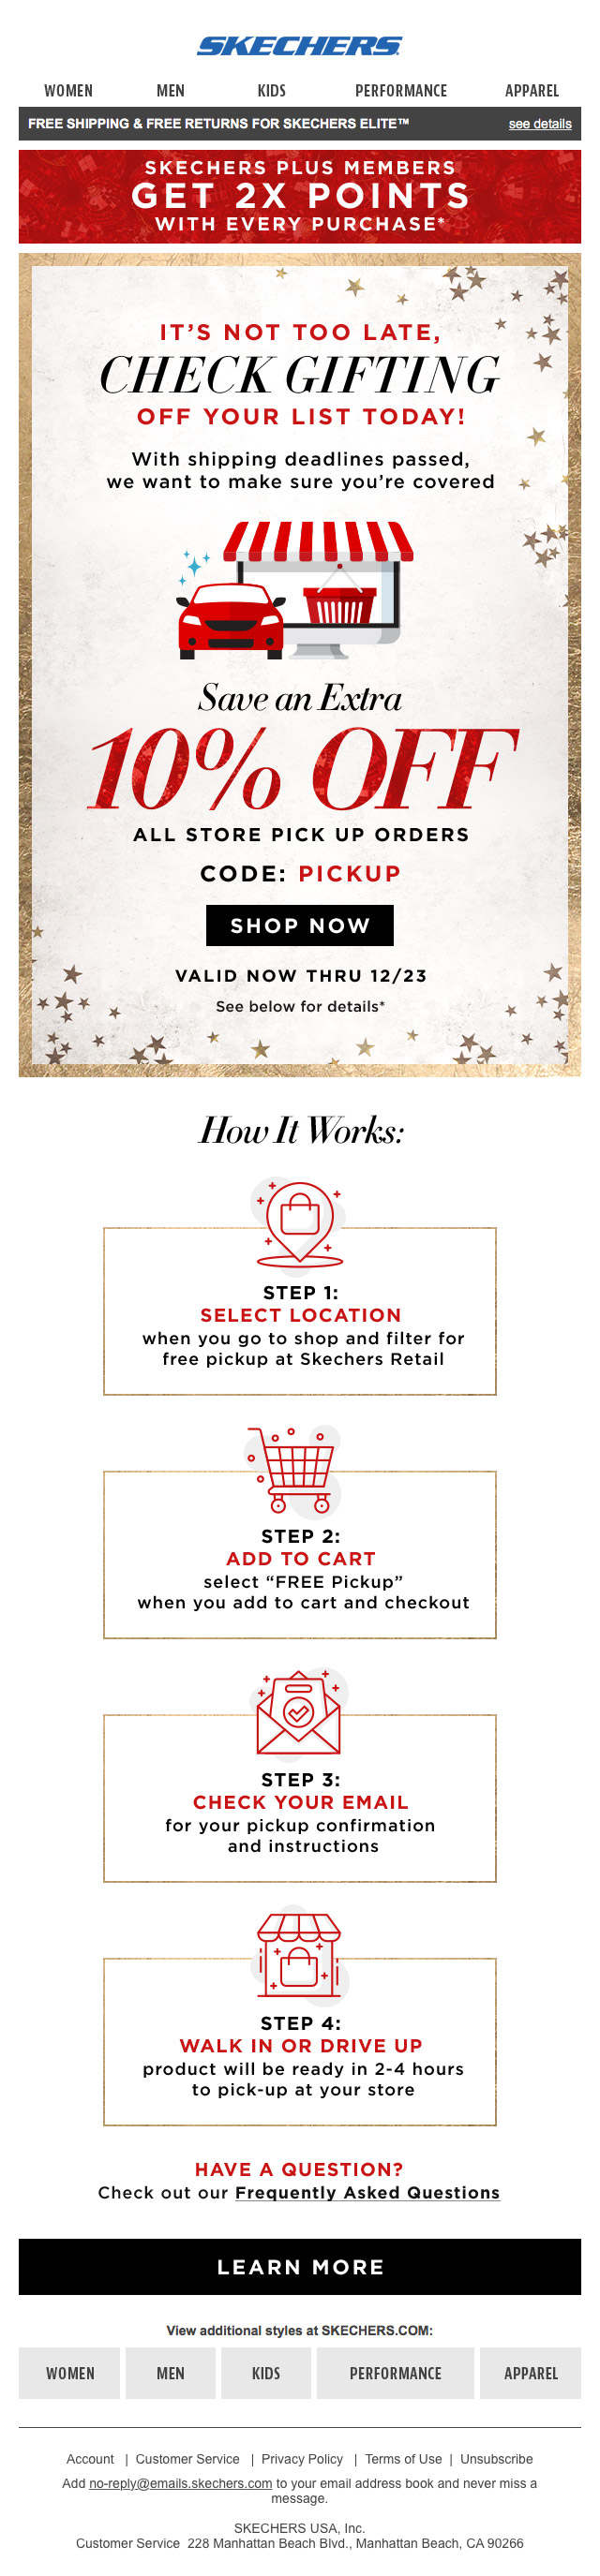 SKECHERS
WOMEN MEN KIDS PERFORMANCE APPAREL
FREE SHIPPING & FREE RETURNS FOR SKECHERS ELITE™ see details
SKECHERS PLUS MEMBERS
GET 2X POINTS
WITH EVERY PURCHASE*
IT'S NOT TOO LATE,
CHECK GIFTING
OFF YOUR LIST TODAY!
With shipping deadlines passed,
we want to make sure you're covered
Save an Extra
10% OFF
ALL STORE PICK UP ORDERS
CODE: PICKUP
SHOP NOW
VALID NOW THRU 12/23
See below for details*
How It Works:
STEP 1:
SELECT LOCATION
when you go to shop and filter for
free pickup at Skechers Retail
STEP 2:
ADD TO CART
select “FREE Pickup”
when you add to cart and checkout
STEP 3:
CHECK YOUR EMAIL
for your pickup confirmation
and instructions
STEP 4:
WALK IN OR DRIVE UP
product will be ready in 2-4 hours
to pick-up at your store
HAVE A QUESTION?
Check out our Frequently Asked Questions
LEARN MORE
View additional styles at SKECHERS.COM:
WOMEN MEN KIDS PERFORMANCE APPAREL
Account | Customer Service | Privacy Policy | Terms of Use | Unsubscribe
Add no-reply@emails.skechers.com to your email address book and never miss a
message.
SKECHERS USA, Inc.
Customer Service 228 Manhattan Beach Blvd., Manhattan Beach, CA 90266